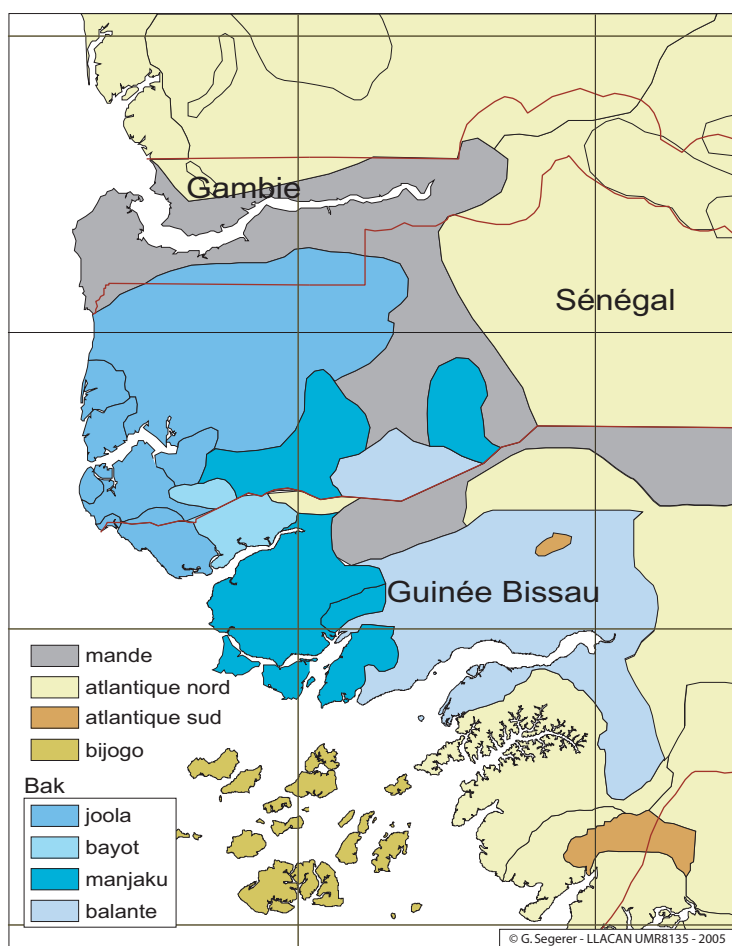 Gambie
Sénégal
Guinée Bissau
mande
atlantique nord
atlantique sud
bijogo
Bak
joola
bayot
manjaku
balante
© G. Segerer - LLACAN UMR8135 - 2005